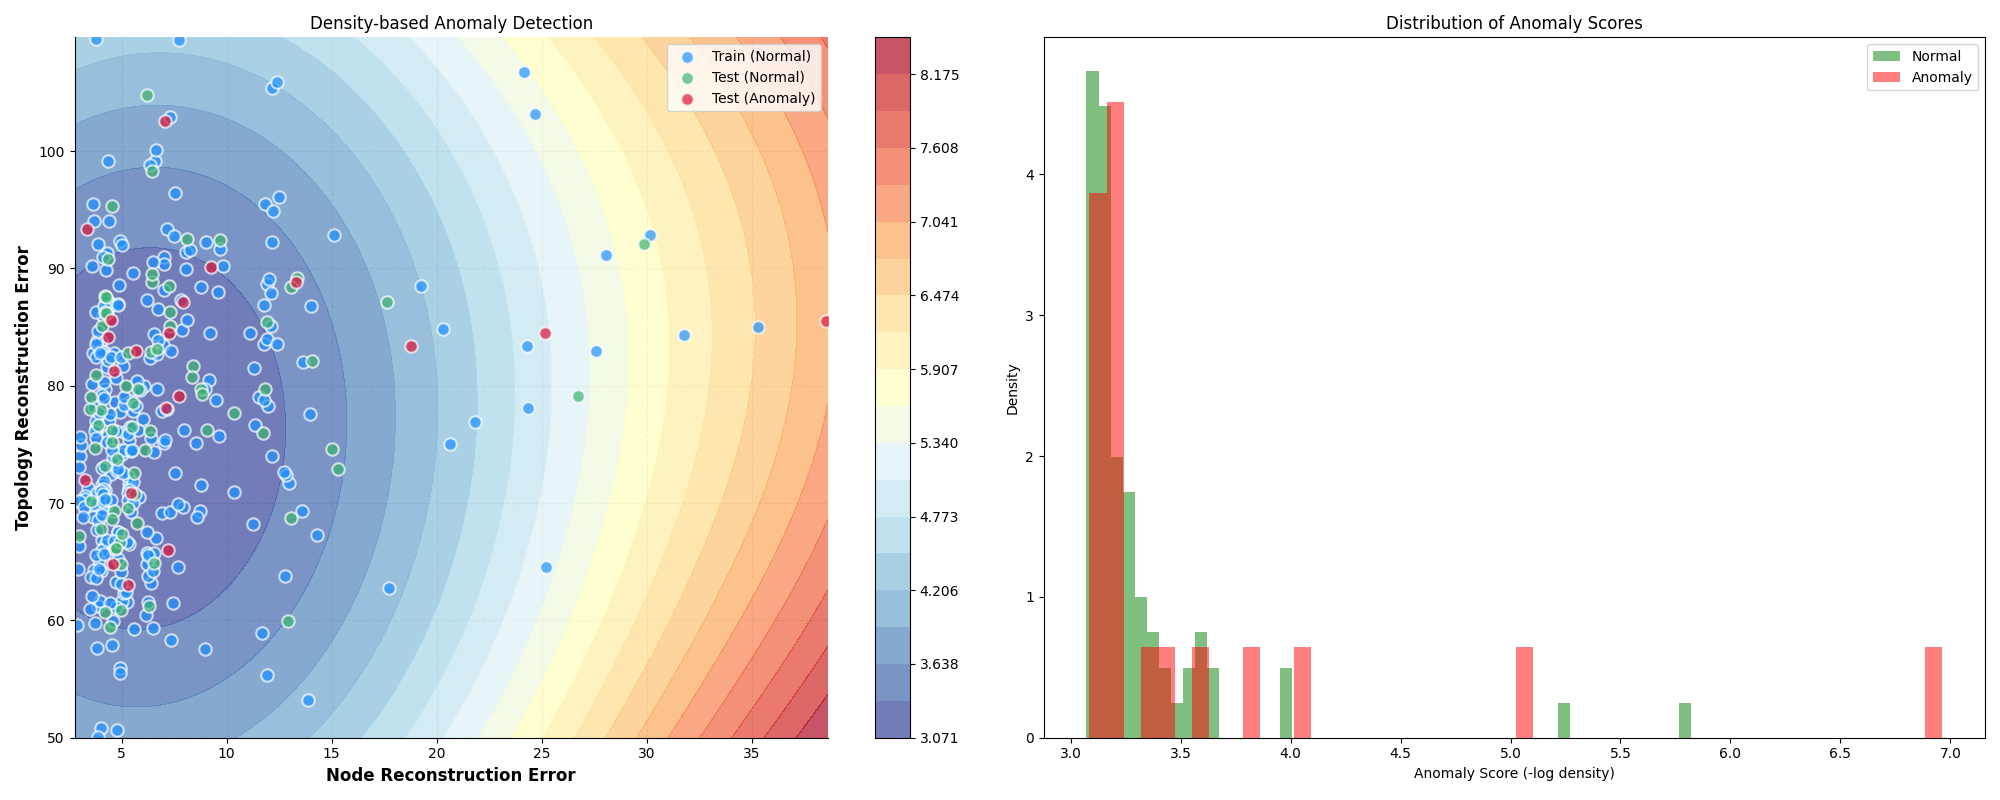 Density-based Anomaly Detection
Train (Normal)
Test (Normal)
Test (Anomaly)
Topology Reconstruction Error
100
90
80
70
60
50
5 10 15 20 25 30 35
Node Reconstruction Error
8.175
7.608
7.041
6.474
5.907
5.340
4.773
4.206
3.638
3.071
Distribution of Anomaly Scores
Normal
Anomaly
Density
4
3
2
1
0
3.0 3.5 4.0 4.5 5.0 5.5 6.0 6.5 7.0
Anomaly Score (-log density)